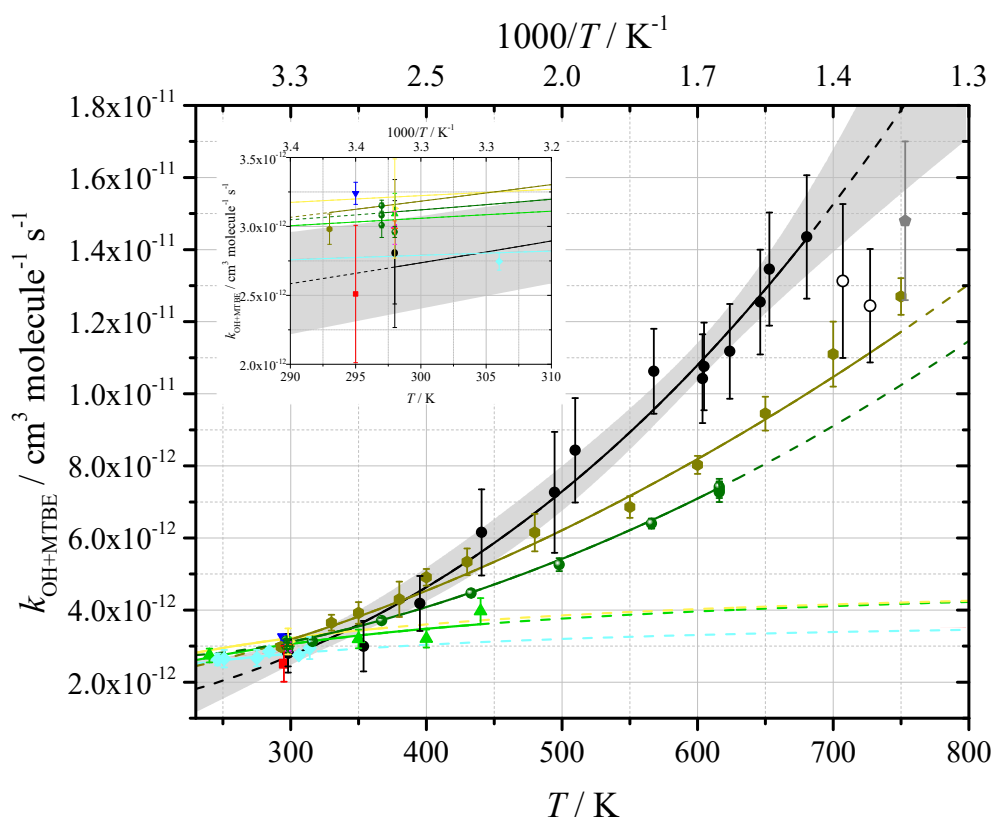 1000/T / K⁻¹
3.3 2.5 2.0 1.7 1.4 1.3
1.8x10⁻¹¹
1.6x10⁻¹¹
1.4x10⁻¹¹
1.2x10⁻¹¹
1.0x10⁻¹¹
8.0x10⁻¹²
6.0x10⁻¹²
4.0x10⁻¹²
2.0x10⁻¹²
k_OH+MTBE / cm³ molecule⁻¹ s⁻¹
300 400 500 600 700 800
T / K
1000/T / K⁻¹
3.4 3.4 3.3 3.3 3.2
3.5x10⁻¹²
3.0x10⁻¹²
2.5x10⁻¹²
2.0x10⁻¹²
k_OH+MTBE / cm³ molecule⁻¹ s⁻¹
290 295 300 305 310
T / K